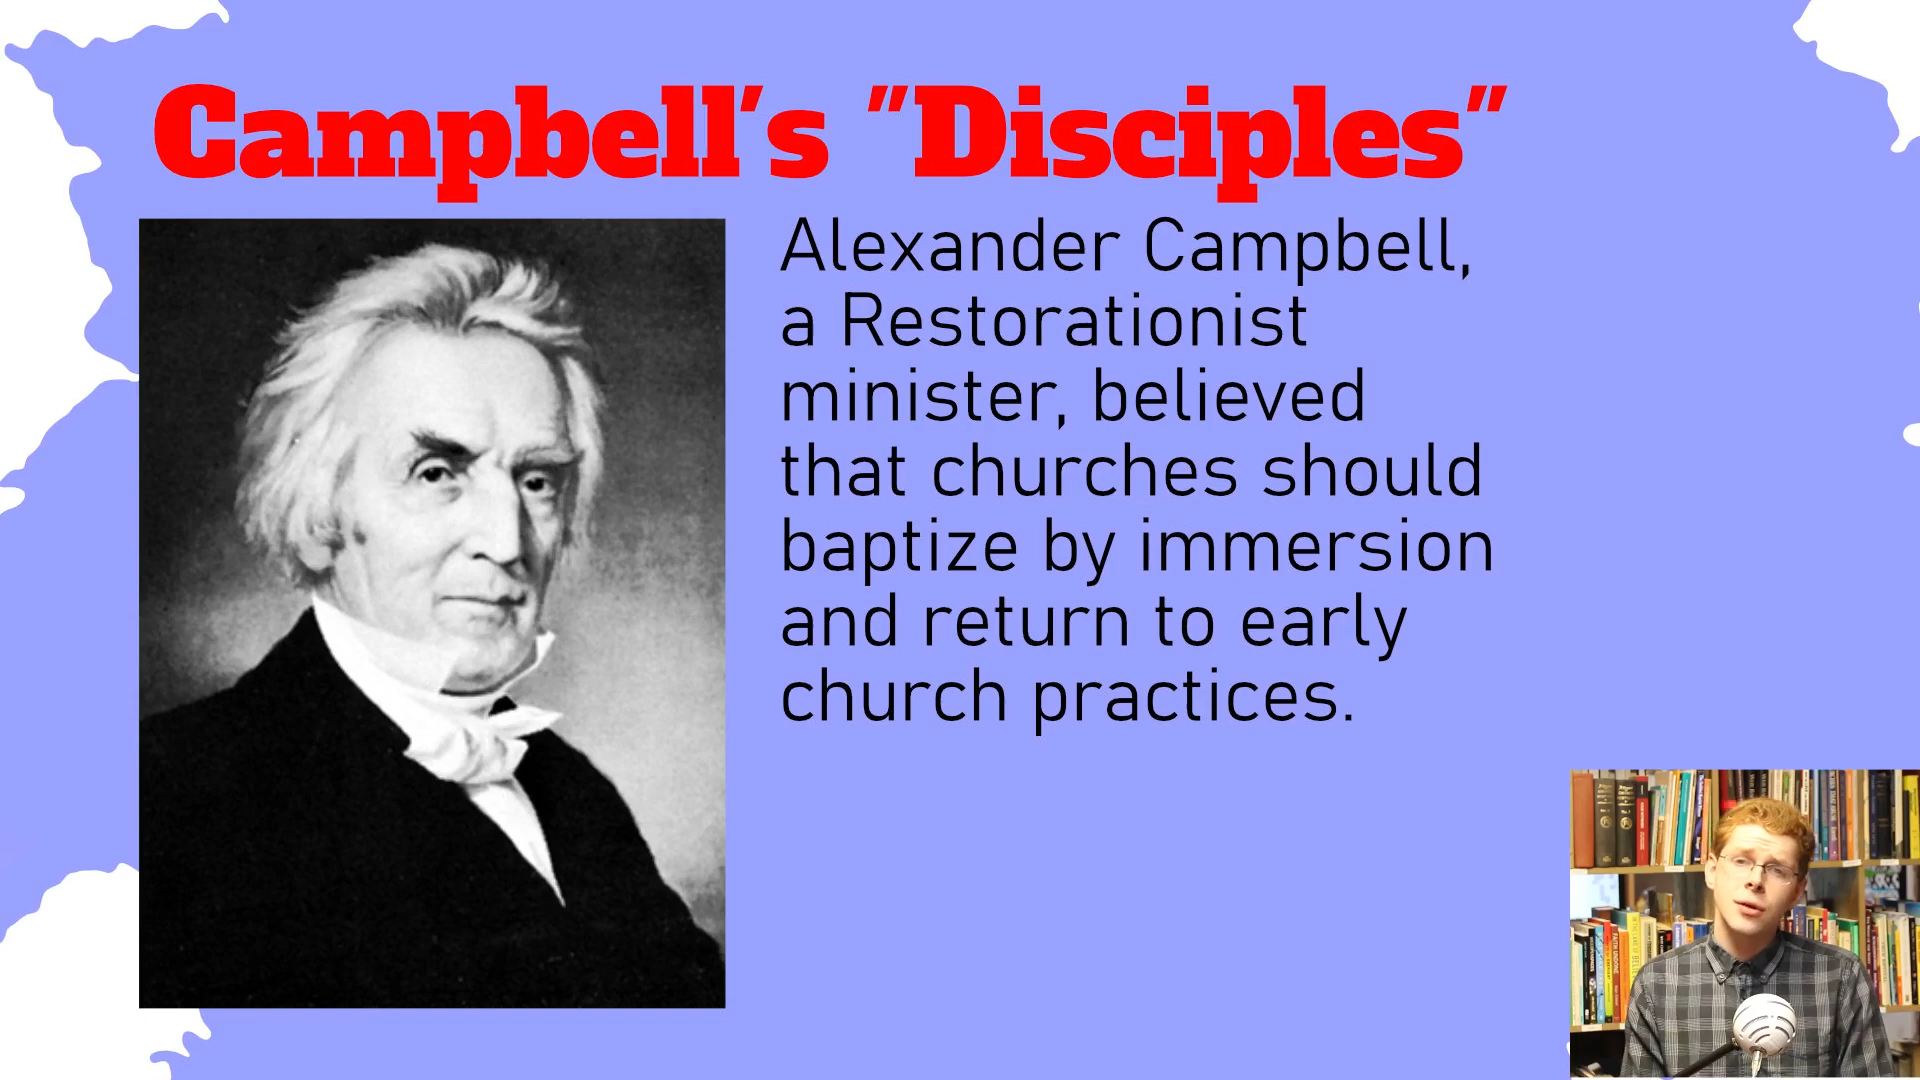 Campbell's "Disciples"
Alexander Campbell,
a Restorationist
minister, believed
that churches should
baptize by immersion
and return to early
church practices.